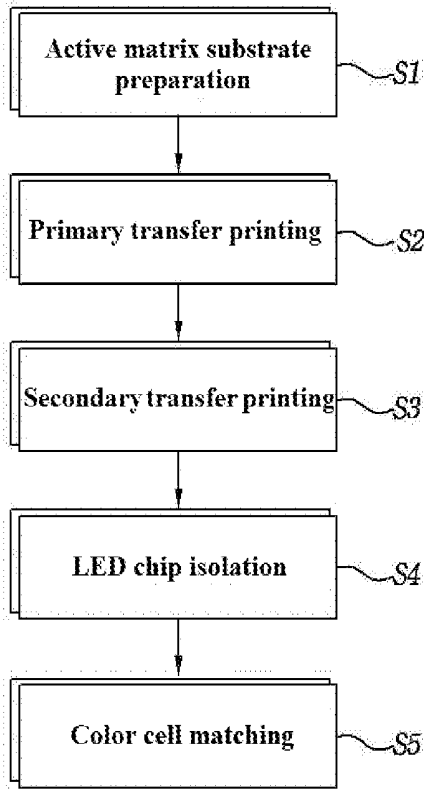 Active matrix substrate
preparation
S1
Primary transfer printing
S2
Secondary transfer printing
S3
LED chip isolation
S4
Color cell matching
S5